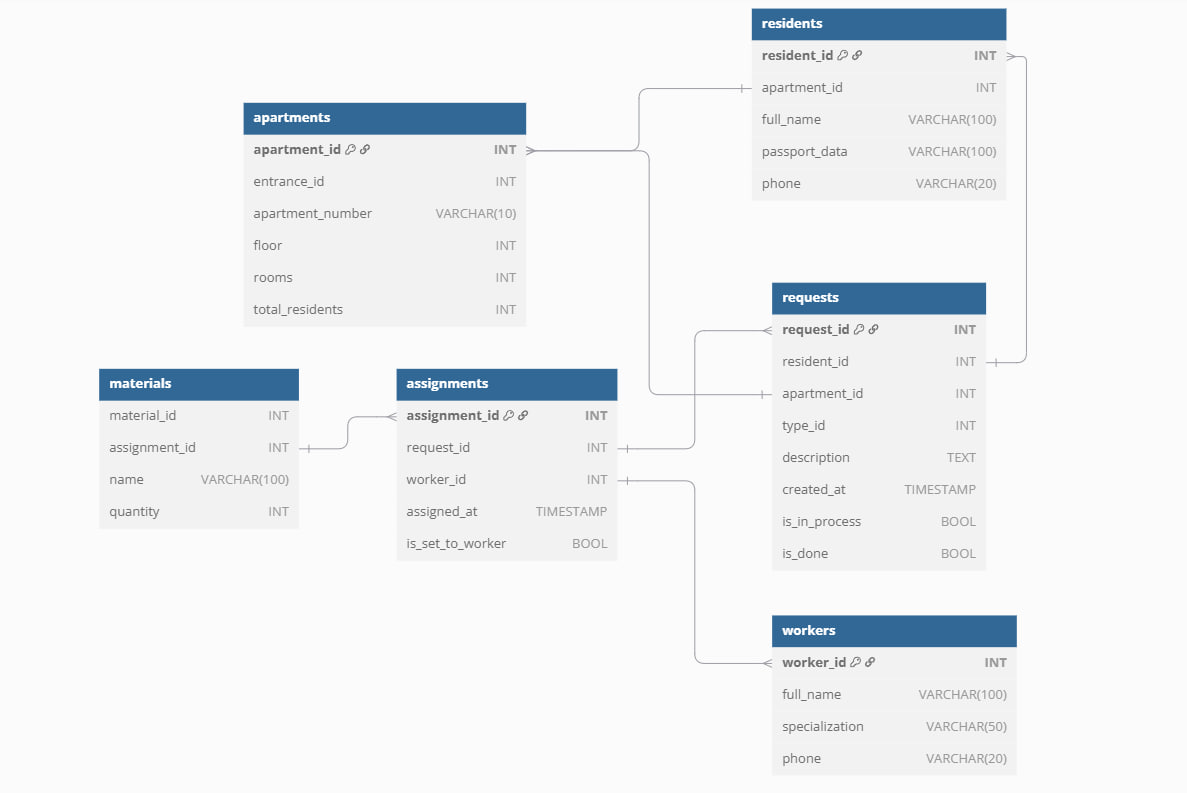 residents
resident_id INT
apartment_id INT
full_name VARCHAR(100)
passport_data VARCHAR(100)
phone VARCHAR(20)
apartments
apartment_id INT
entrance_id INT
apartment_number VARCHAR(10)
floor INT
rooms INT
total_residents INT
requests
request_id INT
resident_id INT
apartment_id INT
type_id INT
description TEXT
created_at TIMESTAMP
is_in_process BOOL
is_done BOOL
materials
material_id INT
assignment_id INT
name VARCHAR(100)
quantity INT
assignments
assignment_id INT
request_id INT
worker_id INT
assigned_at TIMESTAMP
is_set_to_worker BOOL
workers
worker_id INT
full_name VARCHAR(100)
specialization VARCHAR(50)
phone VARCHAR(20)